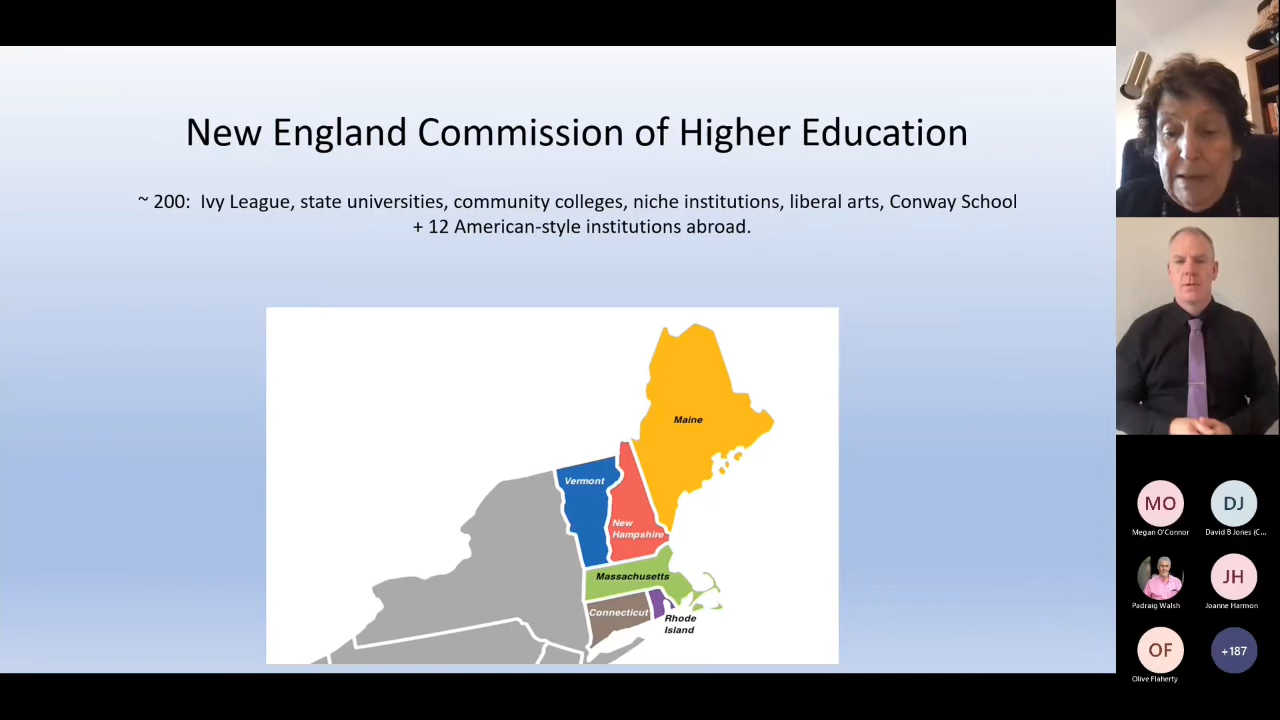 New England Commission of Higher Education
~ 200:  Ivy League, state universities, community colleges, niche institutions, liberal arts, Conway School
+ 12 American-style institutions abroad.
Maine
Vermont
New
Hampshire
Massachusetts
Connecticut
Rhode
Island
MO
DJ
Megan O'Connor
David B Jones (C...
JH
Padraig Walsh
Joanne Harmon
OF
+187
Olive Flaherty